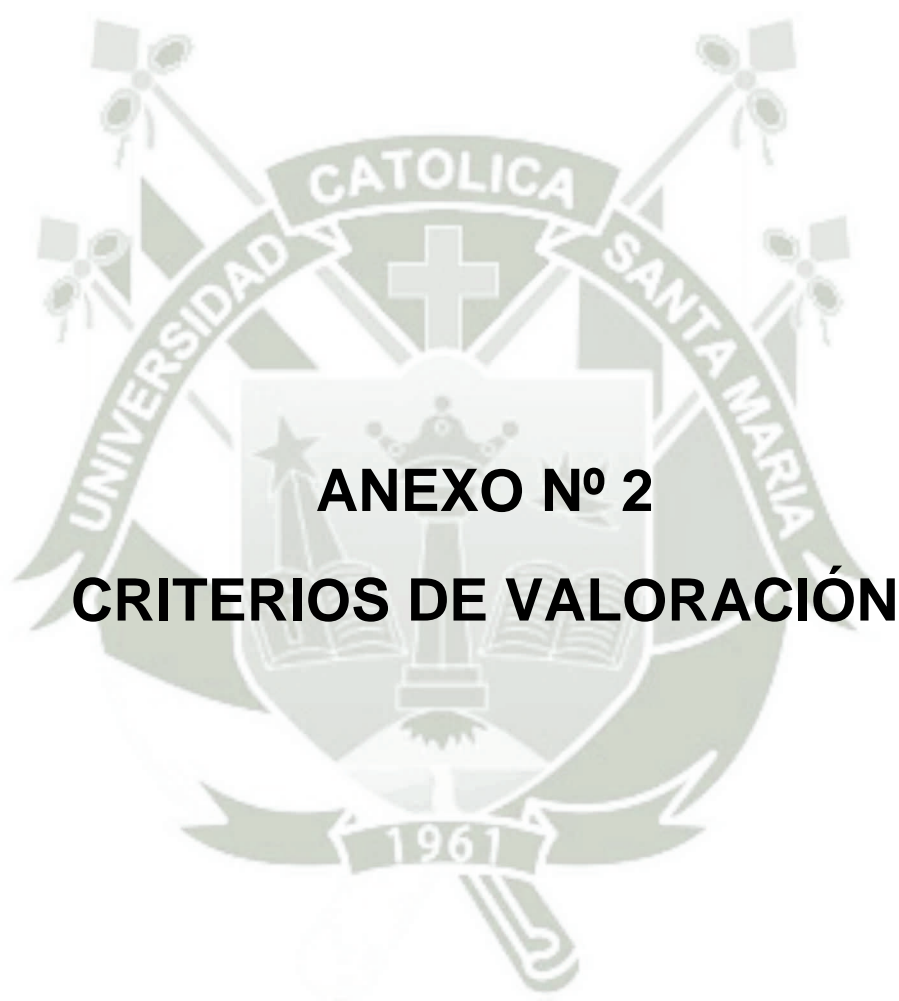 CATOLICA
UNIVERSIDAD
SANTA MARIA
ANEXO Nº 2
CRITERIOS DE VALORACIÓN
1961